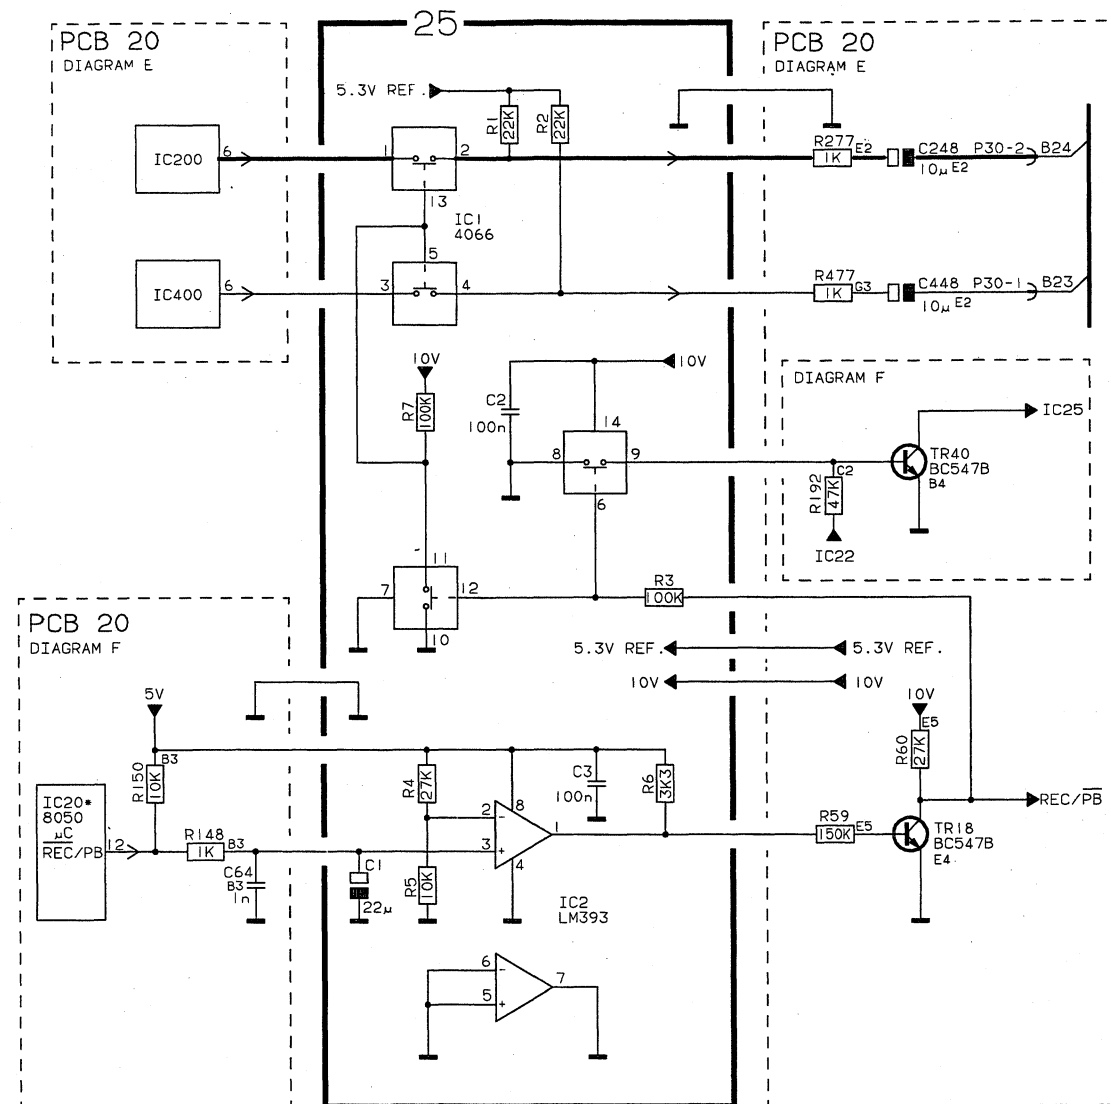 25
PCB 20
DIAGRAM E
IC200
6
IC400
6
5.3V REF.
R1
22K
R2
22K
1
2
13
IC1
4066
5
3
4
PCB 20
DIAGRAM E
R277
1K
E2
C248
10µ E2
P30-2
B24
R477
1K
G3
C448
10µ E2
P30-1
B23
10V
R7
100K
C2
100n
10V
14
8
9
6
DIAGRAM F
IC25
TR40
BC547B
B4
R192
47K
C2
IC22
11
7
12
10
R3
100K
5.3V REF.
5.3V REF.
10V
10V
PCB 20
DIAGRAM F
5V
R150
10K
B3
IC20*
8050
µC
REC/PB
12
R148
1K
B3
C64
B3
1n
C1
22µ
R4
27K
R5
10K
2
-
3
+
8
4
1
IC2
LM393
C3
100n
R6
3K3
10V
E5
R60
27K
REC/PB
R59
150K
E5
TR18
BC547B
E4
6
-
5
+
7